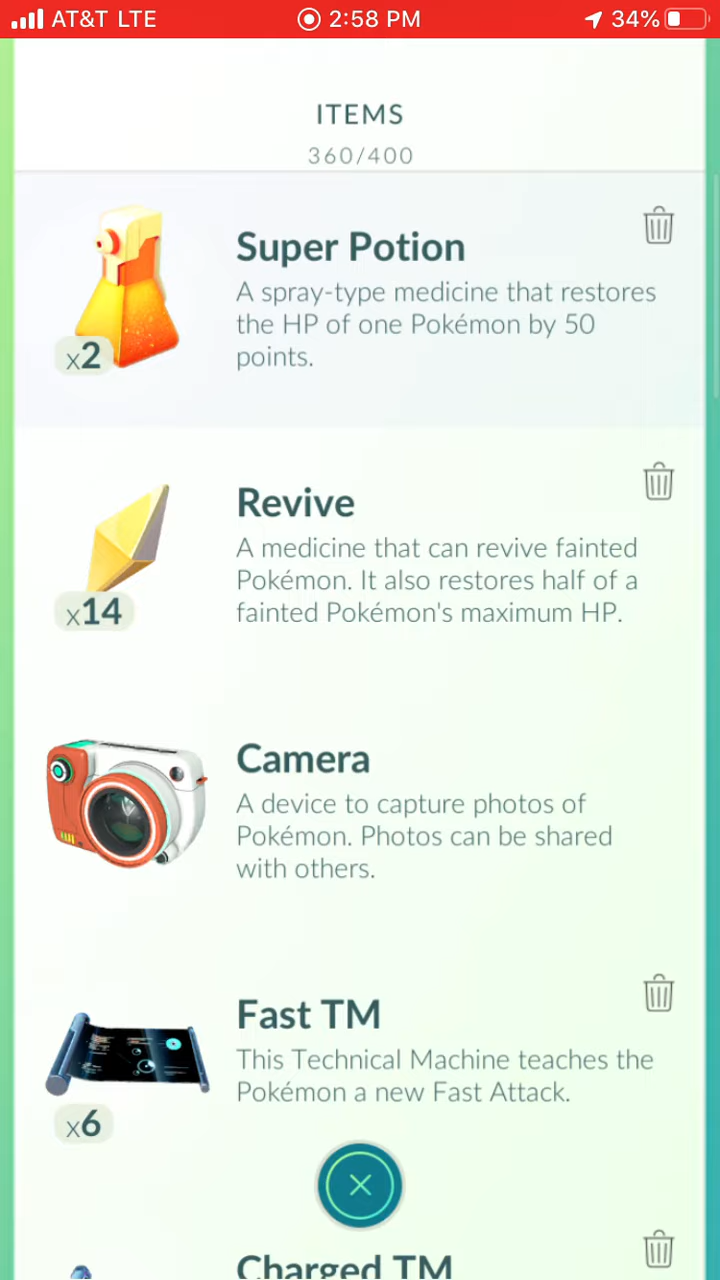 AT&T LTE 2:58 PM 34%
ITEMS
360/400
Super Potion
A spray-type medicine that restores
the HP of one Pokémon by 50
points.
x2
Revive
A medicine that can revive fainted
Pokémon. It also restores half of a
fainted Pokémon's maximum HP.
x14
Camera
A device to capture photos of
Pokémon. Photos can be shared
with others.
Fast TM
This Technical Machine teaches the
Pokémon a new Fast Attack.
x6
Charged TM